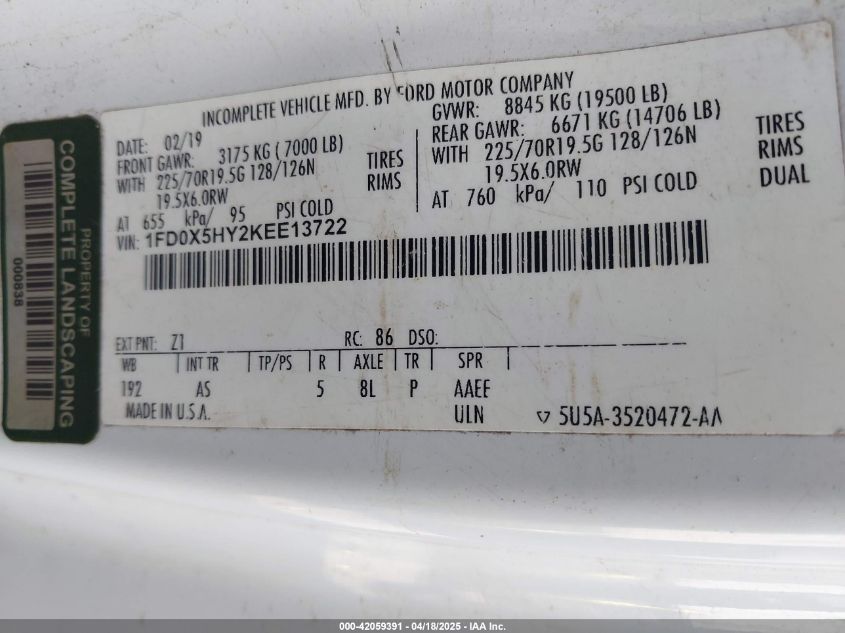 INCOMPLETE VEHICLE MFD. BY FORD MOTOR COMPANY
DATE: 02/19
FRONT GAWR: 3175 KG ( 7000 LB)
WITH 225/70R19.5G 128/126N TIRES
19.5X6.0RW RIMS
AT 655 kPa/ 95 PSI COLD
GVWR: 8845 KG (19500 LB)
REAR GAWR: 6671 KG (14706 LB)
WITH 225/70R19.5G 128/126N TIRES
19.5X6.0RW RIMS
AT 760 kPa/ 110 PSI COLD DUAL
VIN: 1FD0X5HY2KEE13722
EXT PNT: Z1 RC: 86 DSO:
WB INT TR TP/PS R AXLE TR SPR
192 AS 5 8L P AAEE
MADE IN U.S.A. ULN 5U5A-3520472-AA
PROPERTY OF
COMPLETE LANDSCAPING
000838
000-42059391 - 04/18/2025 - IAA Inc.